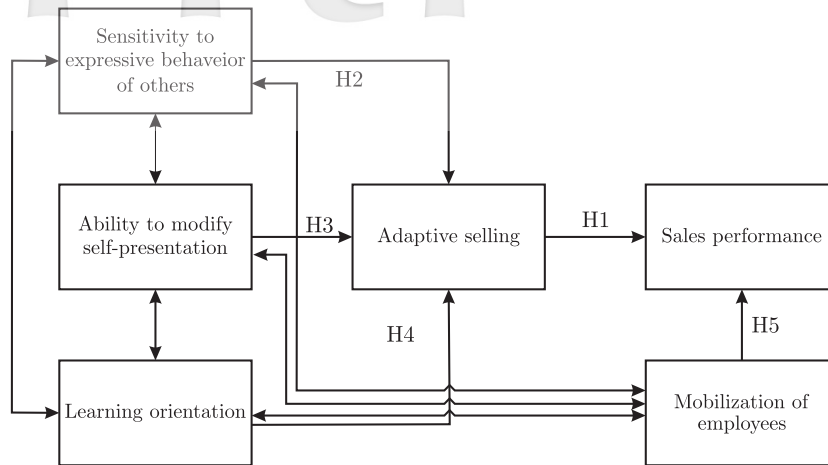 Sensitivity to
expressive behaveior
of others
H2
Ability to modify
self-presentation
H3
Adaptive selling
H1
Sales performance
H4
H5
Learning orientation
Mobilization of
employees